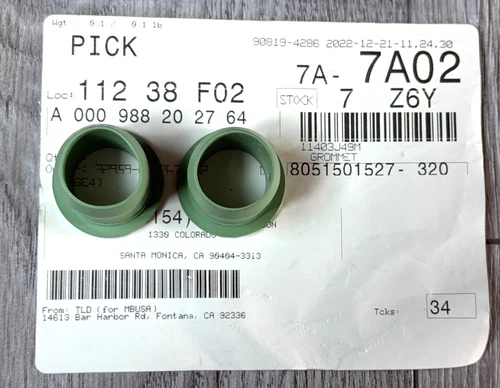 Wgt: 0.1 / 0.1 lb
90819-4286 2022-12-21-11.24.30
PICK
7A- 7A02
Loc: 112 38 F02
STOCK 7 Z6Y
A 000 988 20 27 64
11403J49M
GROMMET
8051501527- 320
(154)
1330 COLORADO
SANTA MONICA, CA 90404-3313
From: TLD (for MBUSA)
14613 Bar Harbor Rd, Fontana, CA 92336
Tcks: 34